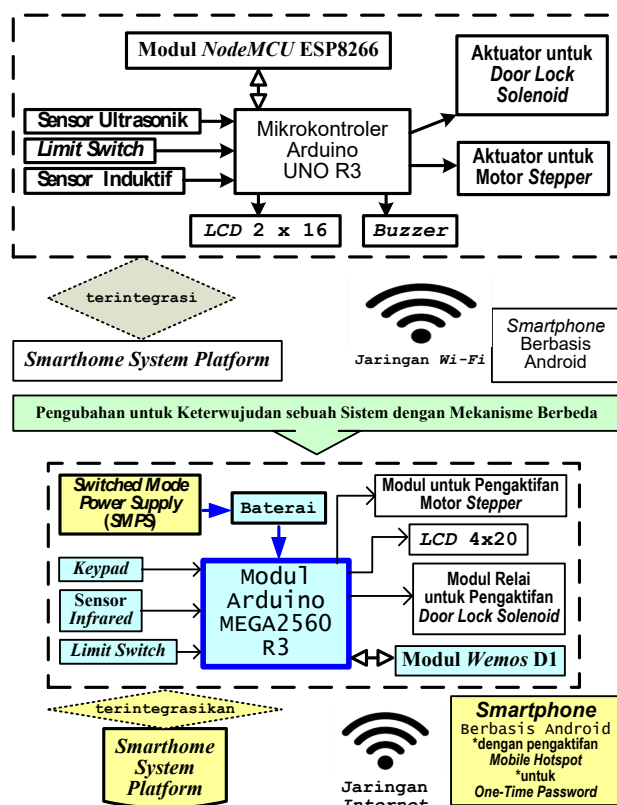 Modul NodeMCU ESP8266
Aktuator untuk
Door Lock
Solenoid
Sensor Ultrasonik
Limit Switch
Sensor Induktif
Mikrokontroler
Arduino
UNO R3
Aktuator untuk
Motor Stepper
LCD 2 x 16
Buzzer
terintegrasi
Smarthome System Platform
Jaringan Wi-Fi
Smartphone
Berbasis
Android
Pengubahan untuk Keterwujudan sebuah Sistem dengan Mekanisme Berbeda
Switched Mode
Power Supply
(SMPS)
Baterai
Modul untuk Pengaktifan
Motor Stepper
LCD 4x20
Keypad
Sensor
Infrared
Limit Switch
Modul
Arduino
MEGA2560
R3
Modul Relai
untuk Pengaktifan
Door Lock Solenoid
Modul Wemos D1
terintegrasikan
Smarthome
System
Platform
Jaringan
Internet
Smartphone
Berbasis Android
*dengan pengaktifan
Mobile Hotspot
*untuk
One-Time Password